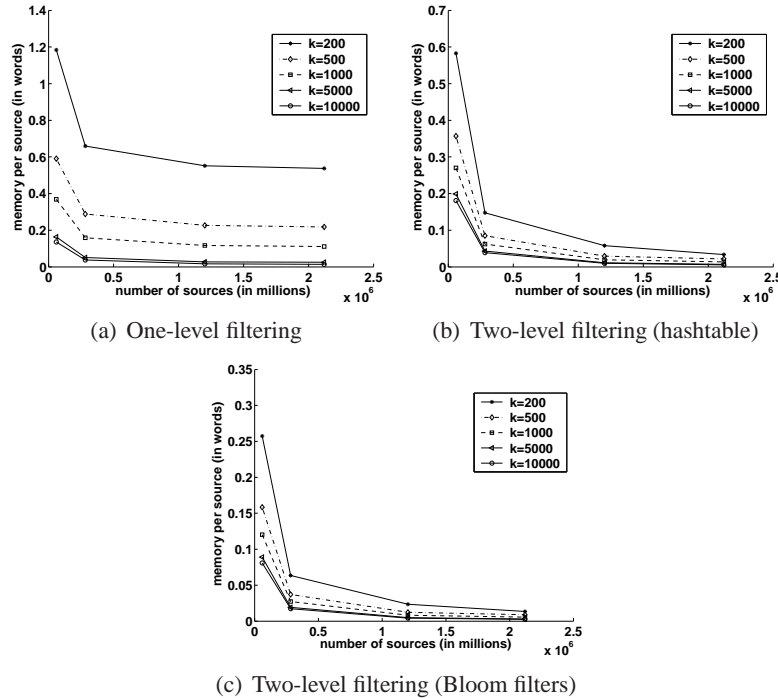 1.4
1.2
1
0.8
0.6
0.4
0.2
0
memory per source (in words)
0 0.5 1 1.5 2 2.5
x 10^6
number of sources (in millions)
k=200
k=500
k=1000
k=5000
k=10000
(a) One-level filtering
0.7
0.6
0.5
0.4
0.3
0.2
0.1
0
memory per source (in words)
0 0.5 1 1.5 2 2.5
x 10^6
number of sources (in millions)
k=200
k=500
k=1000
k=5000
k=10000
(b) Two-level filtering (hashtable)
0.35
0.3
0.25
0.2
0.15
0.1
0.05
0
memory per source (in words)
0 0.5 1 1.5 2 2.5
x 10^6
number of sources (in millions)
k=200
k=500
k=1000
k=5000
k=10000
(c) Two-level filtering (Bloom filters)